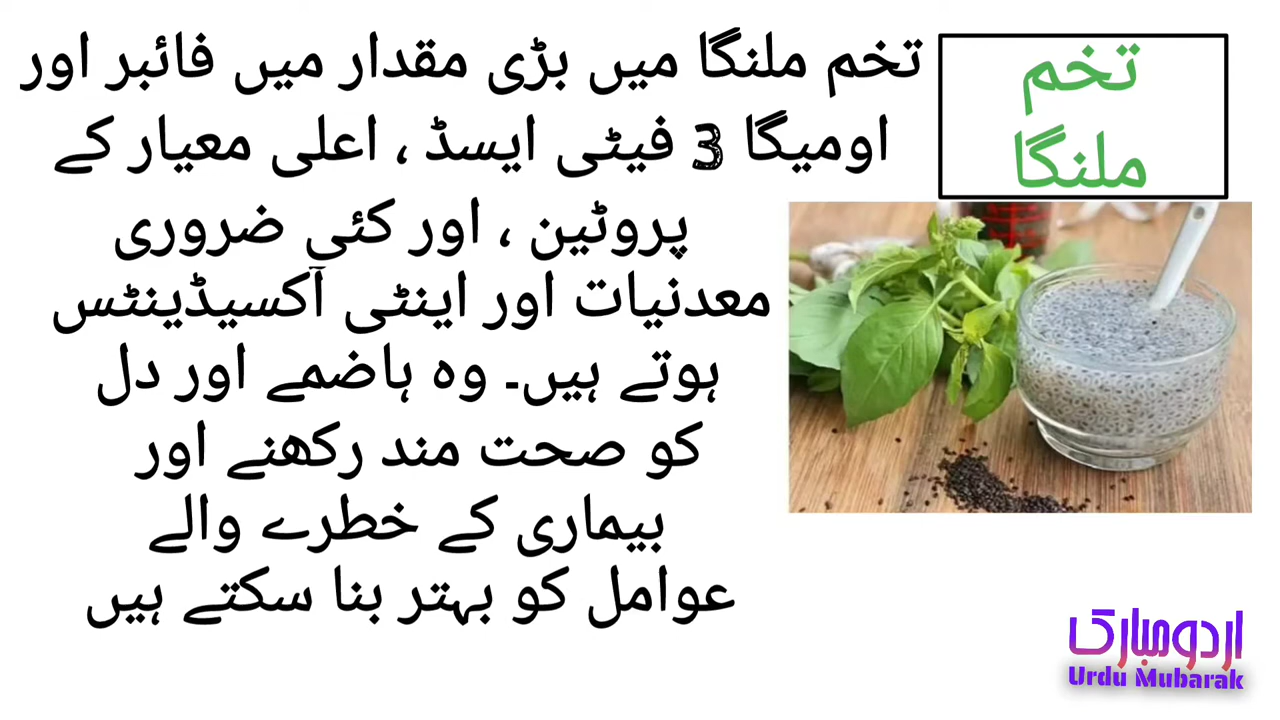 تخم
ملنگا
تخم ملنگا میں بڑی مقدار میں فائبر اور
اومیگا 3 فیٹی ایسڈ ، اعلی معیار کے
پروٹین ، اور کئی ضروری
معدنیات اور اینٹی آکسیڈینٹس
ہوتے ہیں۔ وہ ہاضمے اور دل
کو صحت مند رکھنے اور
بیماری کے خطرے والے
عوامل کو بہتر بنا سکتے ہیں
اردومبارک
Urdu Mubarak